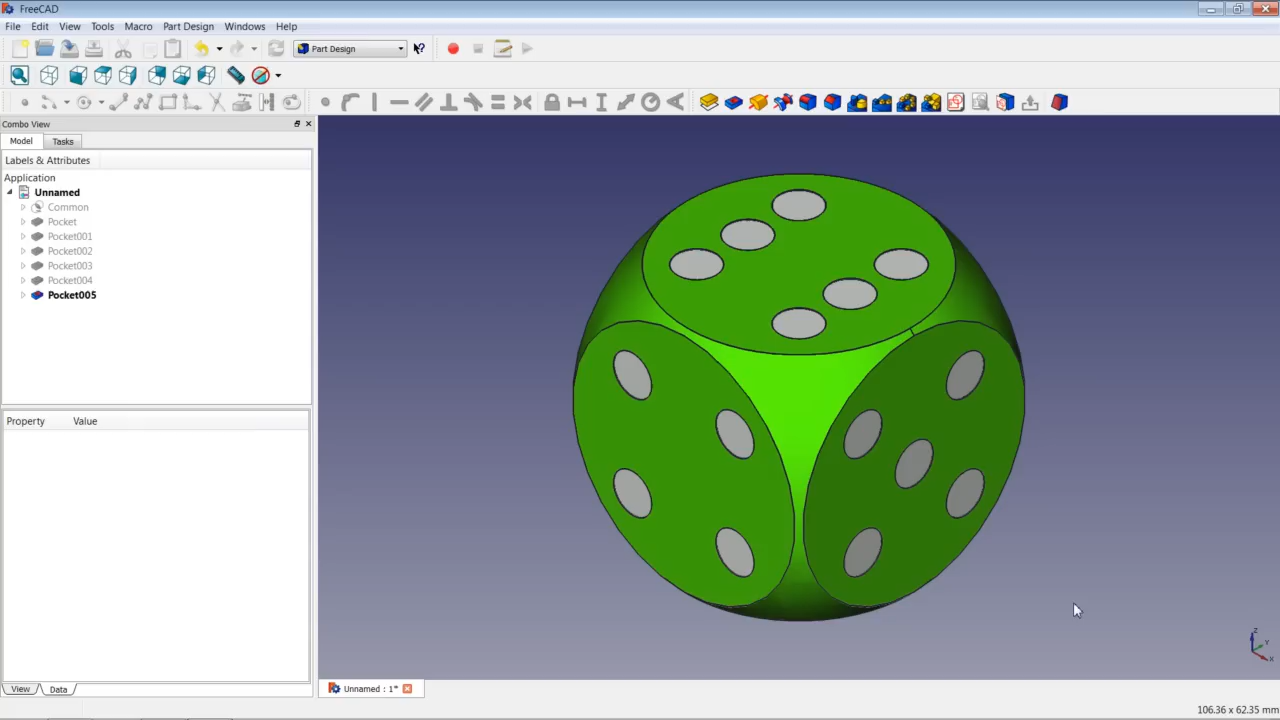 FreeCAD
File Edit View Tools Macro Part Design Windows Help
Part Design
Combo View
Model Tasks
Labels & Attributes
Application
Unnamed
Common
Pocket
Pocket001
Pocket002
Pocket003
Pocket004
Pocket005
Property Value
View Data
Unnamed : 1*
Z
Y
X
106.36 x 62.35 mm